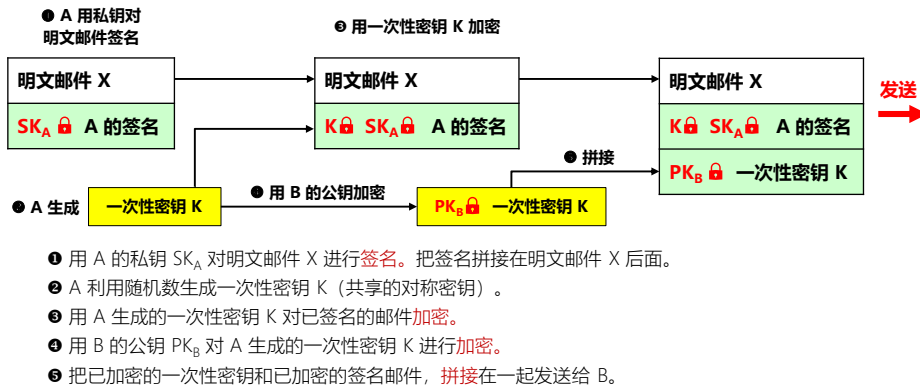 ❶ A 用私钥对
明文邮件签名
❸ 用一次性密钥 K 加密
明文邮件 X
明文邮件 X
明文邮件 X
发送
SKA A 的签名
K SKA A 的签名
K SKA A 的签名
❺ 拼接
PKB 一次性密钥 K
❷ A 生成
一次性密钥 K
❹ 用 B 的公钥加密
PKB 一次性密钥 K
❶ 用 A 的私钥 SKA 对明文邮件 X 进行签名。把签名拼接在明文邮件 X 后面。
❷ A 利用随机数生成一次性密钥 K（共享的对称密钥）。
❸ 用 A 生成的一次性密钥 K 对已签名的邮件加密。
❹ 用 B 的公钥 PKB 对 A 生成的一次性密钥 K 进行加密。
❺ 把已加密的一次性密钥和已加密的签名邮件，拼接在一起发送给 B。